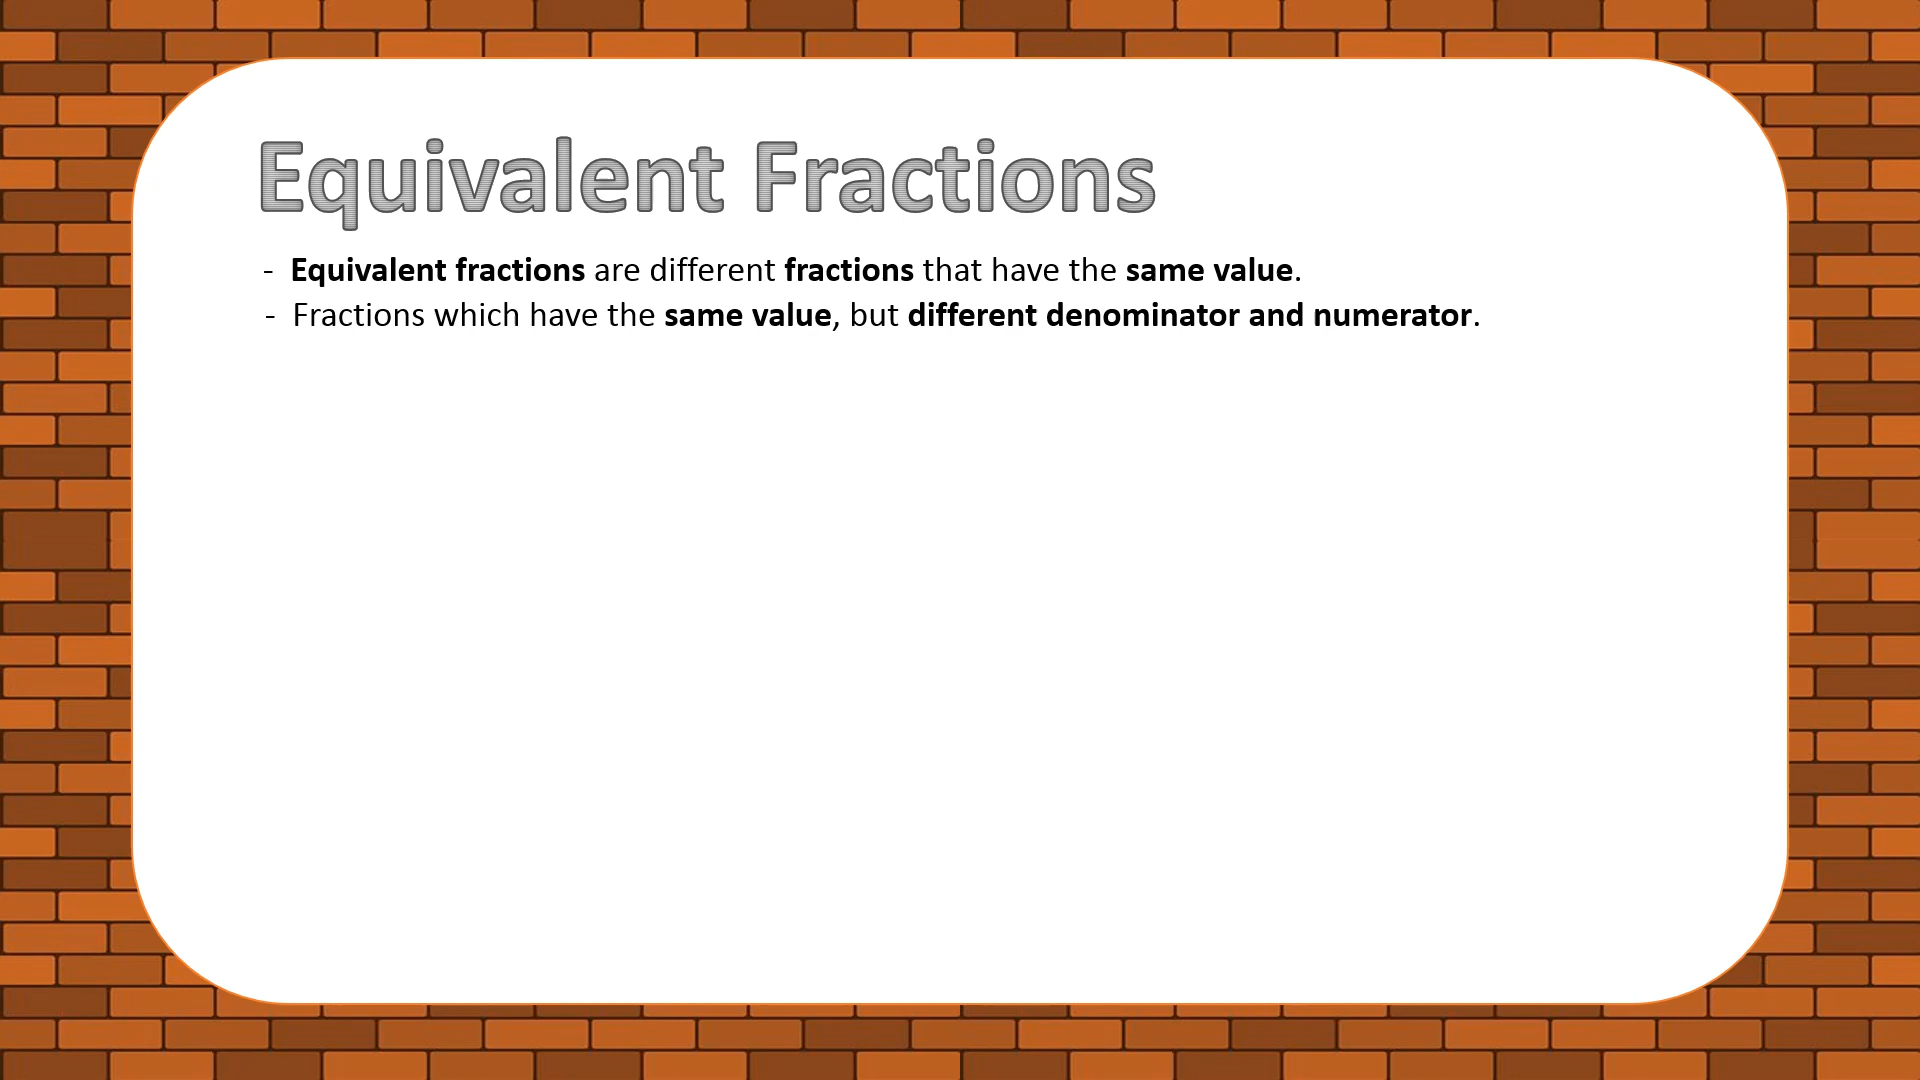 Equivalent Fractions
- Equivalent fractions are different fractions that have the same value.
- Fractions which have the same value, but different denominator and numerator.